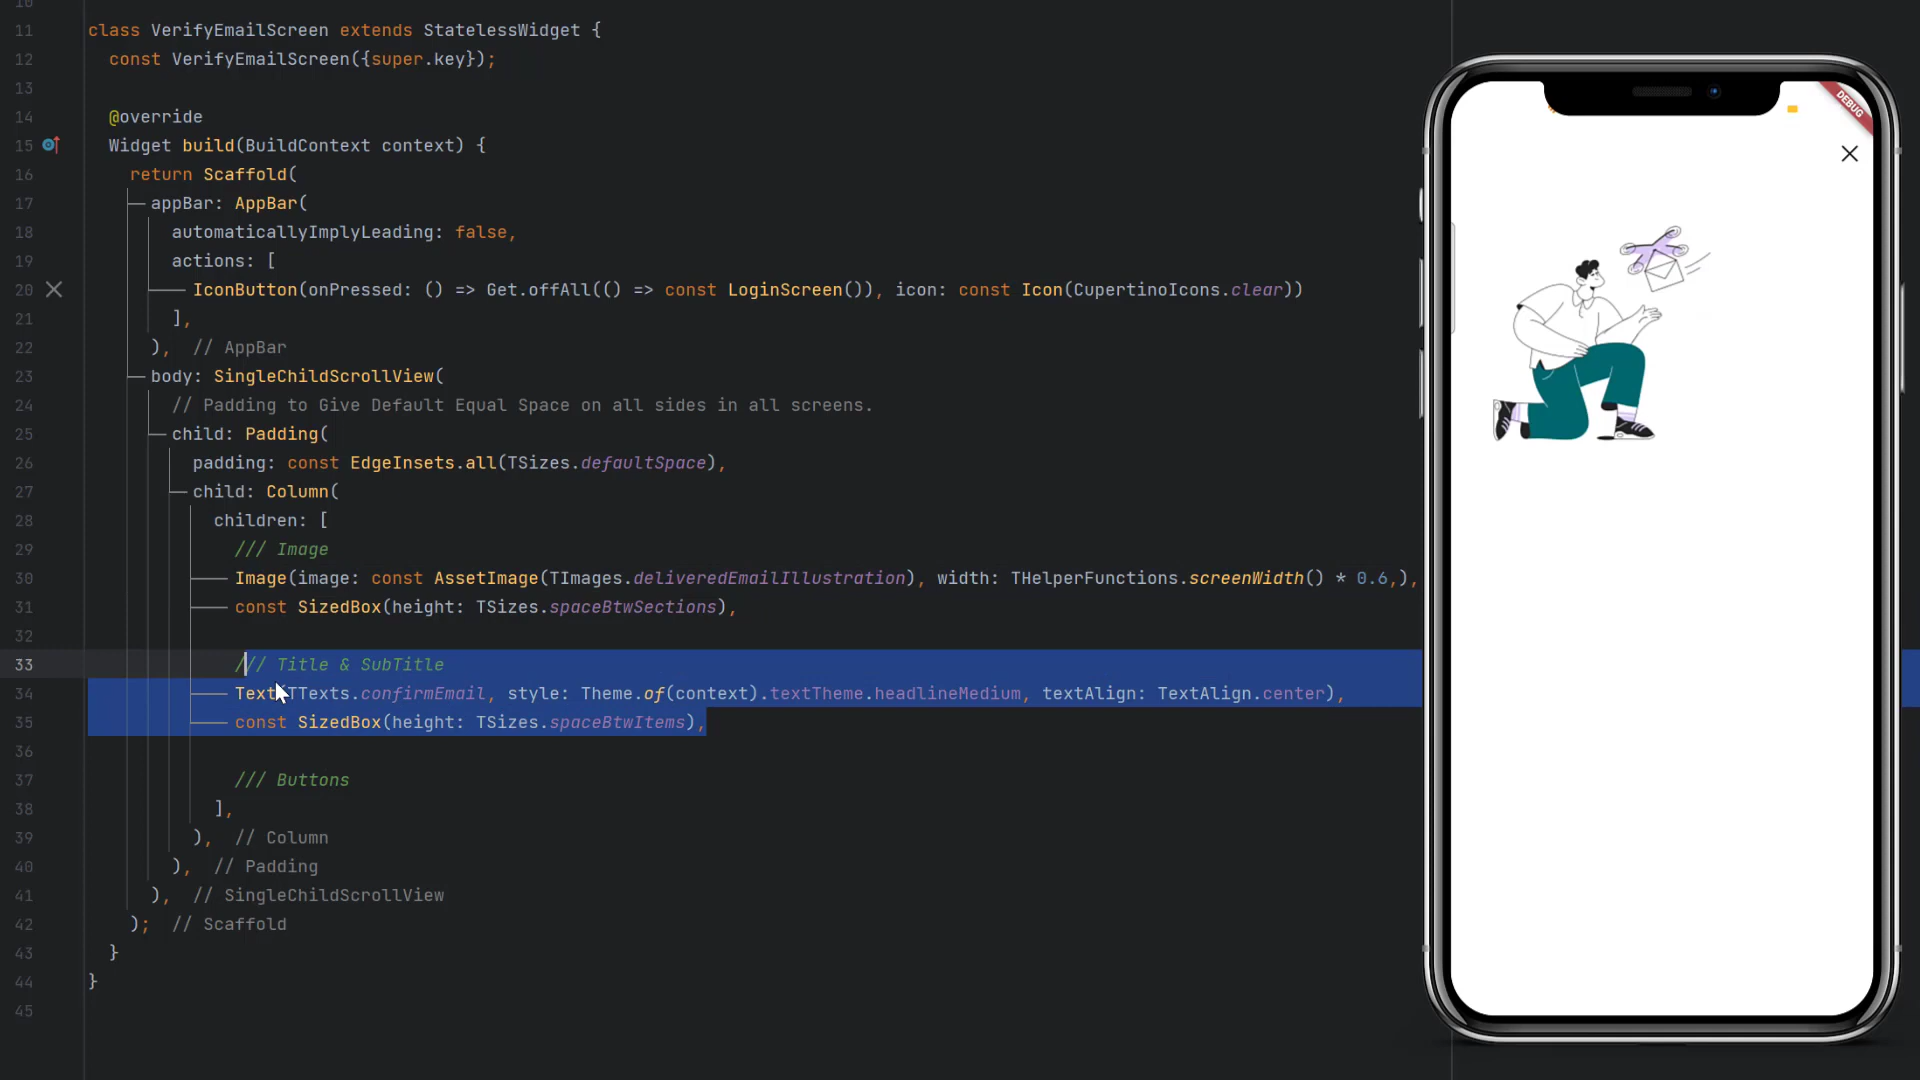 10
11 class VerifyEmailScreen extends StatelessWidget {
12 const VerifyEmailScreen({super.key});
13
14 @override
15 Widget build(BuildContext context) {
16 return Scaffold(
17 appBar: AppBar(
18 automaticallyImplyLeading: false,
19 actions: [
20 IconButton(onPressed: () => Get.offAll(() => const LoginScreen()), icon: const Icon(CupertinoIcons.clear))
21 ],
22 ), // AppBar
23 body: SingleChildScrollView(
24 // Padding to Give Default Equal Space on all sides in all screens.
25 child: Padding(
26 padding: const EdgeInsets.all(TSizes.defaultSpace),
27 child: Column(
28 children: [
29 /// Image
30 Image(image: const AssetImage(TImages.deliveredEmailIllustration), width: THelperFunctions.screenWidth() * 0.6,),
31 const SizedBox(height: TSizes.spaceBtwSections),
32
33 /// Title & SubTitle
34 Text(TTexts.confirmEmail, style: Theme.of(context).textTheme.headlineMedium, textAlign: TextAlign.center),
35 const SizedBox(height: TSizes.spaceBtwItems),
36
37 /// Buttons
38 ],
39 ), // Column
40 ), // Padding
41 ), // SingleChildScrollView
42 ); // Scaffold
43 }
44 }
45
DEBUG